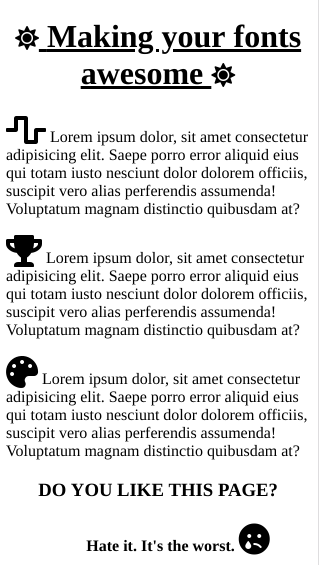 Making your fonts
awesome
Lorem ipsum dolor, sit amet consectetur
adipisicing elit. Saepe porro error aliquid eius
qui totam iusto nesciunt dolor dolorem officiis,
suscipit vero alias perferendis assumenda!
Voluptatum magnam distinctio quibusdam at?
Lorem ipsum dolor, sit amet consectetur
adipisicing elit. Saepe porro error aliquid eius
qui totam iusto nesciunt dolor dolorem officiis,
suscipit vero alias perferendis assumenda!
Voluptatum magnam distinctio quibusdam at?
Lorem ipsum dolor, sit amet consectetur
adipisicing elit. Saepe porro error aliquid eius
qui totam iusto nesciunt dolor dolorem officiis,
suscipit vero alias perferendis assumenda!
Voluptatum magnam distinctio quibusdam at?
DO YOU LIKE THIS PAGE?
Hate it. It's the worst.